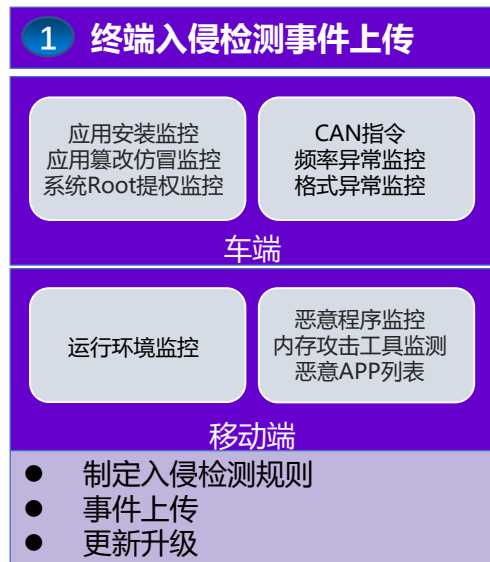 1 终端入侵检测事件上传
应用安装监控
应用篡改仿冒监控
系统Root提权监控
CAN指令
频率异常监控
格式异常监控
车端
运行环境监控
恶意程序监控
内存攻击工具监测
恶意APP列表
移动端
● 制定入侵检测规则
● 事件上传
● 更新升级